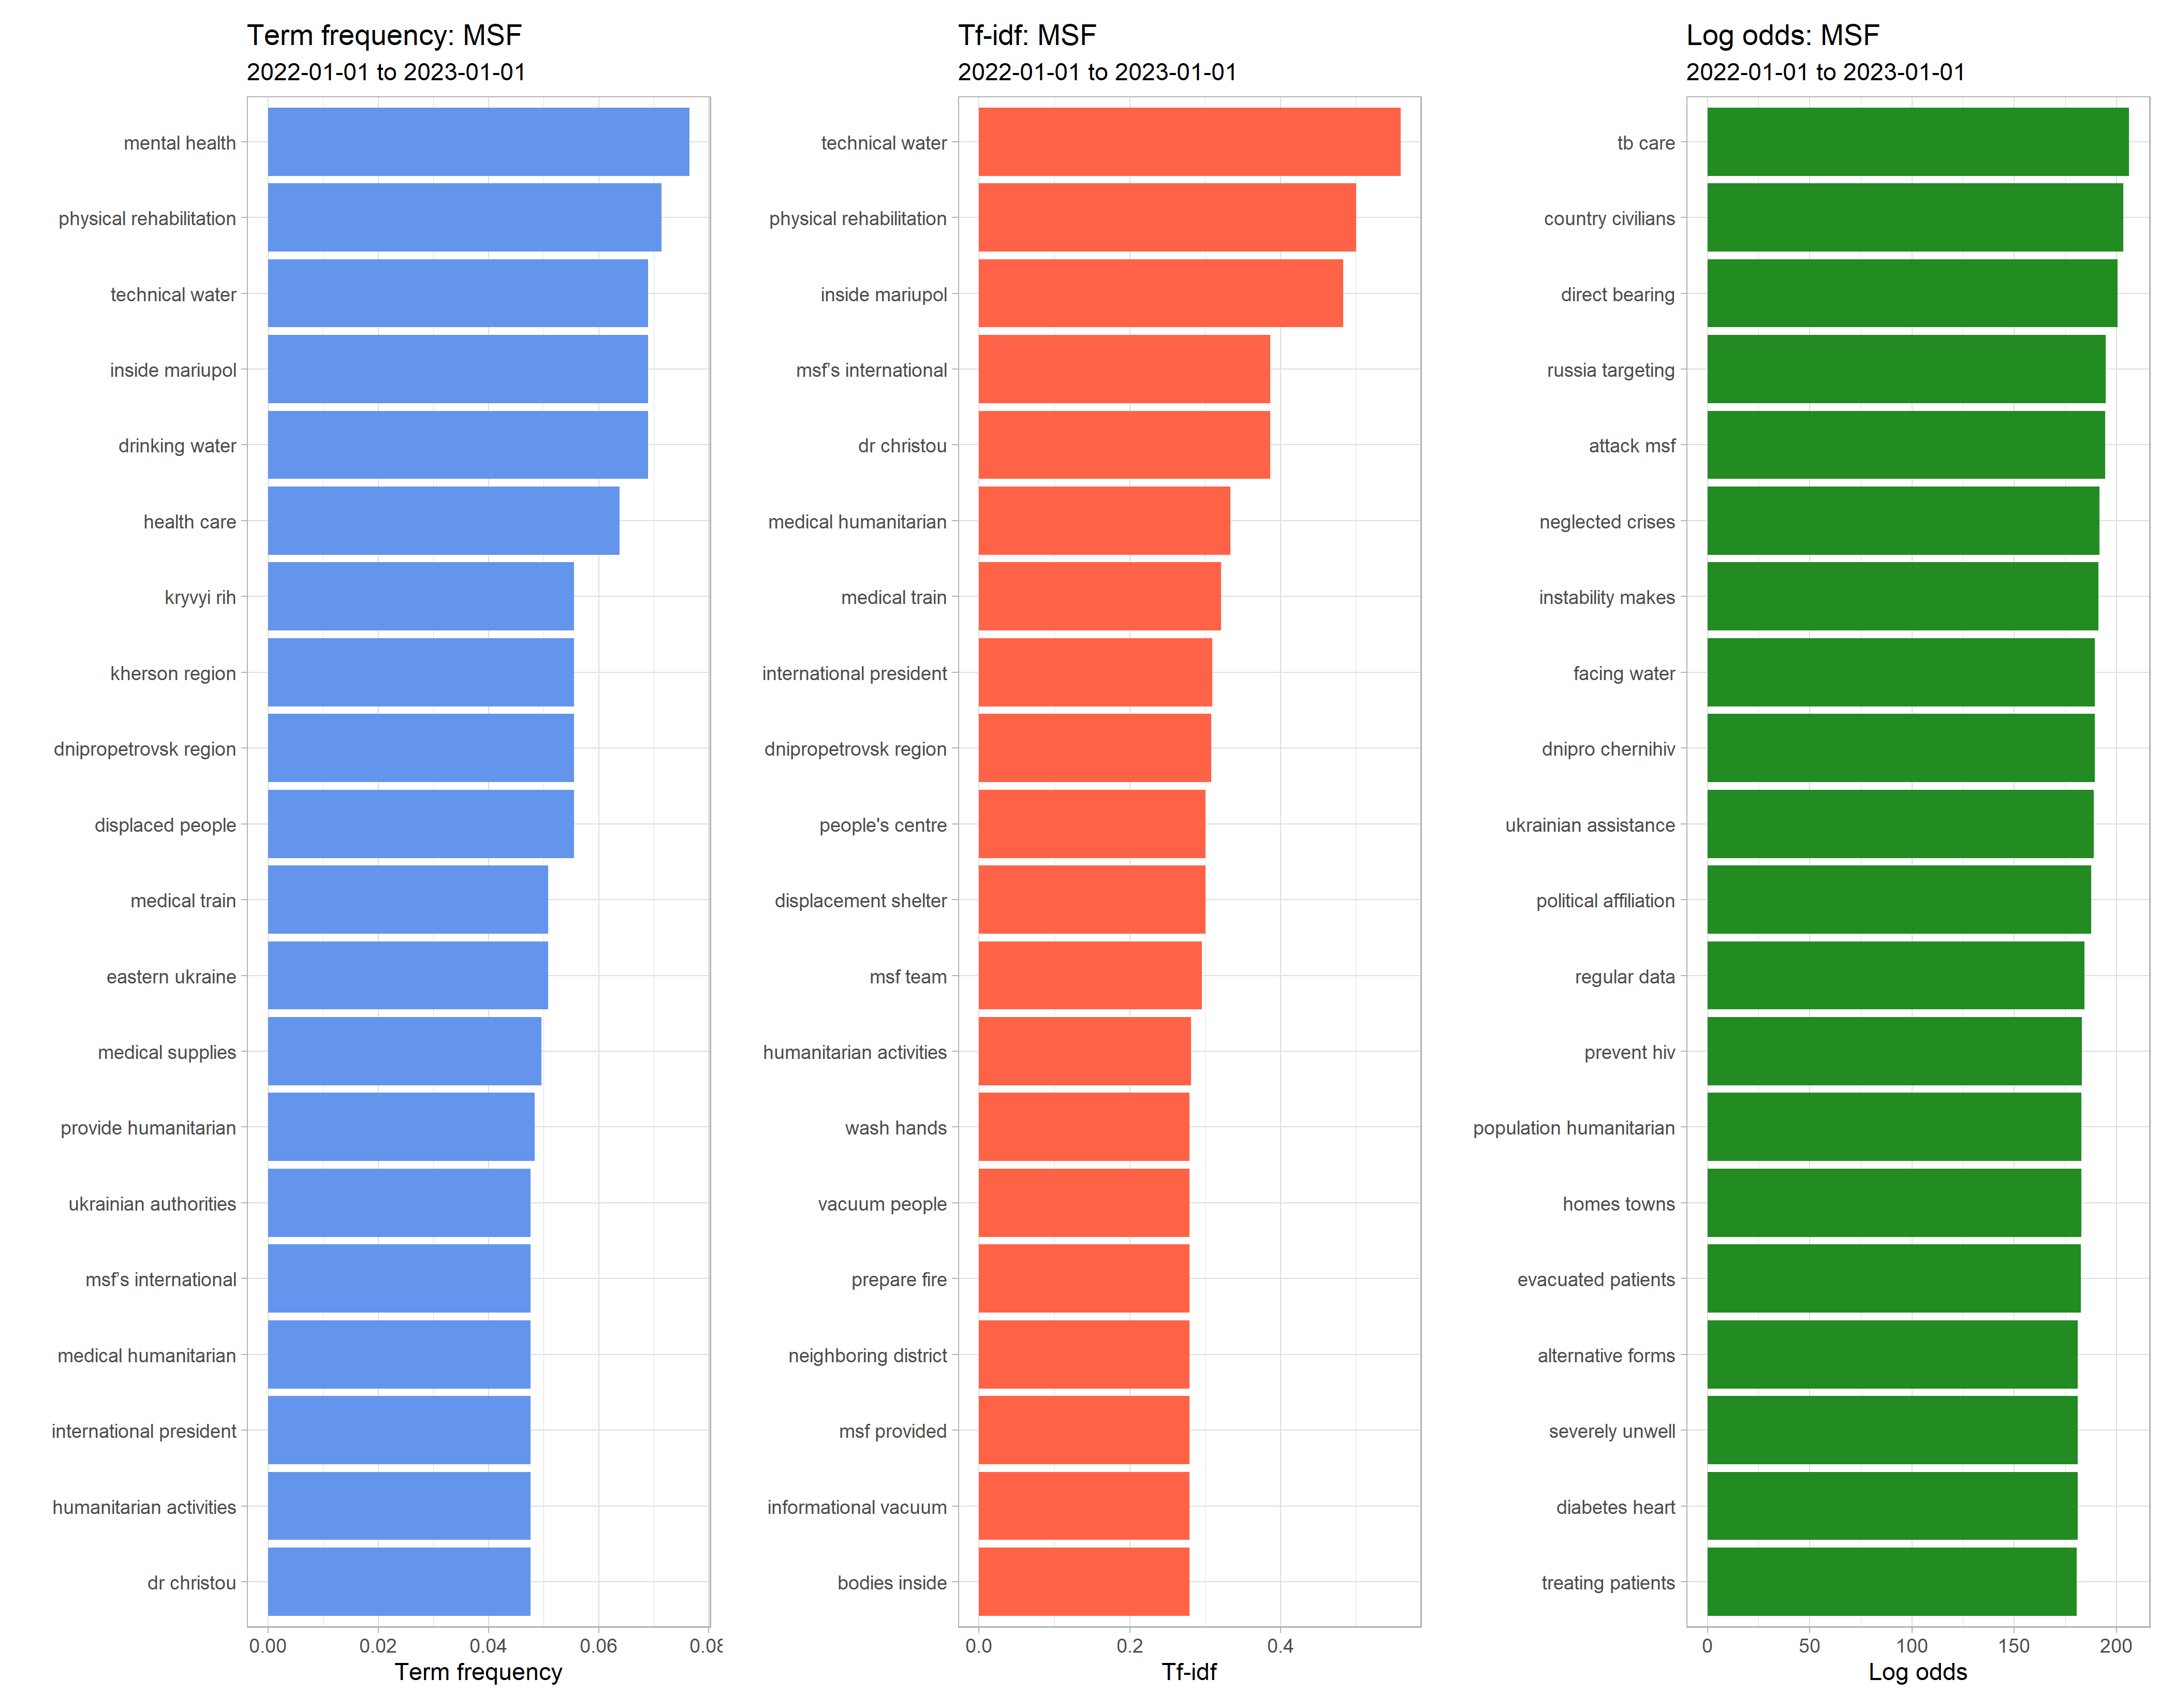 Term frequency: MSF
2022-01-01 to 2023-01-01
mental health
physical rehabilitation
technical water
inside mariupol
drinking water
health care
kryvyi rih
kherson region
dnipropetrovsk region
displaced people
medical train
eastern ukraine
medical supplies
provide humanitarian
ukrainian authorities
msf’s international
medical humanitarian
international president
humanitarian activities
dr christou
0.00 0.02 0.04 0.06 0.08
Term frequency
Tf-idf: MSF
2022-01-01 to 2023-01-01
technical water
physical rehabilitation
inside mariupol
msf’s international
dr christou
medical humanitarian
medical train
international president
dnipropetrovsk region
people's centre
displacement shelter
msf team
humanitarian activities
wash hands
vacuum people
prepare fire
neighboring district
msf provided
informational vacuum
bodies inside
0.0 0.2 0.4
Tf-idf
Log odds: MSF
2022-01-01 to 2023-01-01
tb care
country civilians
direct bearing
russia targeting
attack msf
neglected crises
instability makes
facing water
dnipro chernihiv
ukrainian assistance
political affiliation
regular data
prevent hiv
population humanitarian
homes towns
evacuated patients
alternative forms
severely unwell
diabetes heart
treating patients
0 50 100 150 200
Log odds